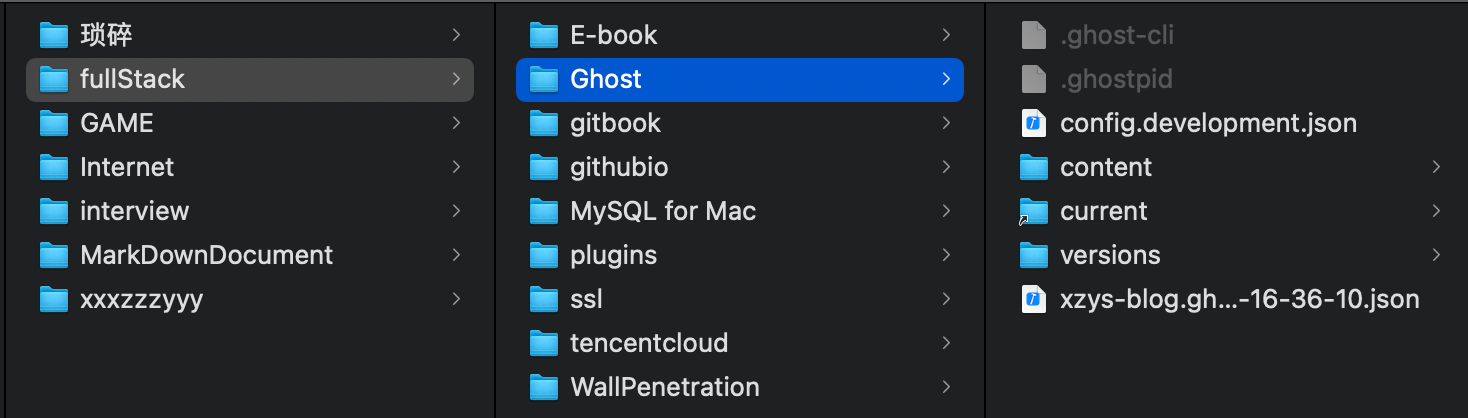 琐碎
fullStack
GAME
Internet
interview
MarkDownDocument
xxxzzzyyy
E-book
Ghost
gitbook
githubio
MySQL for Mac
plugins
ssl
tencentcloud
WallPenetration
.ghost-cli
.ghostpid
config.development.json
content
current
versions
xzys-blog.gh...-16-36-10.json